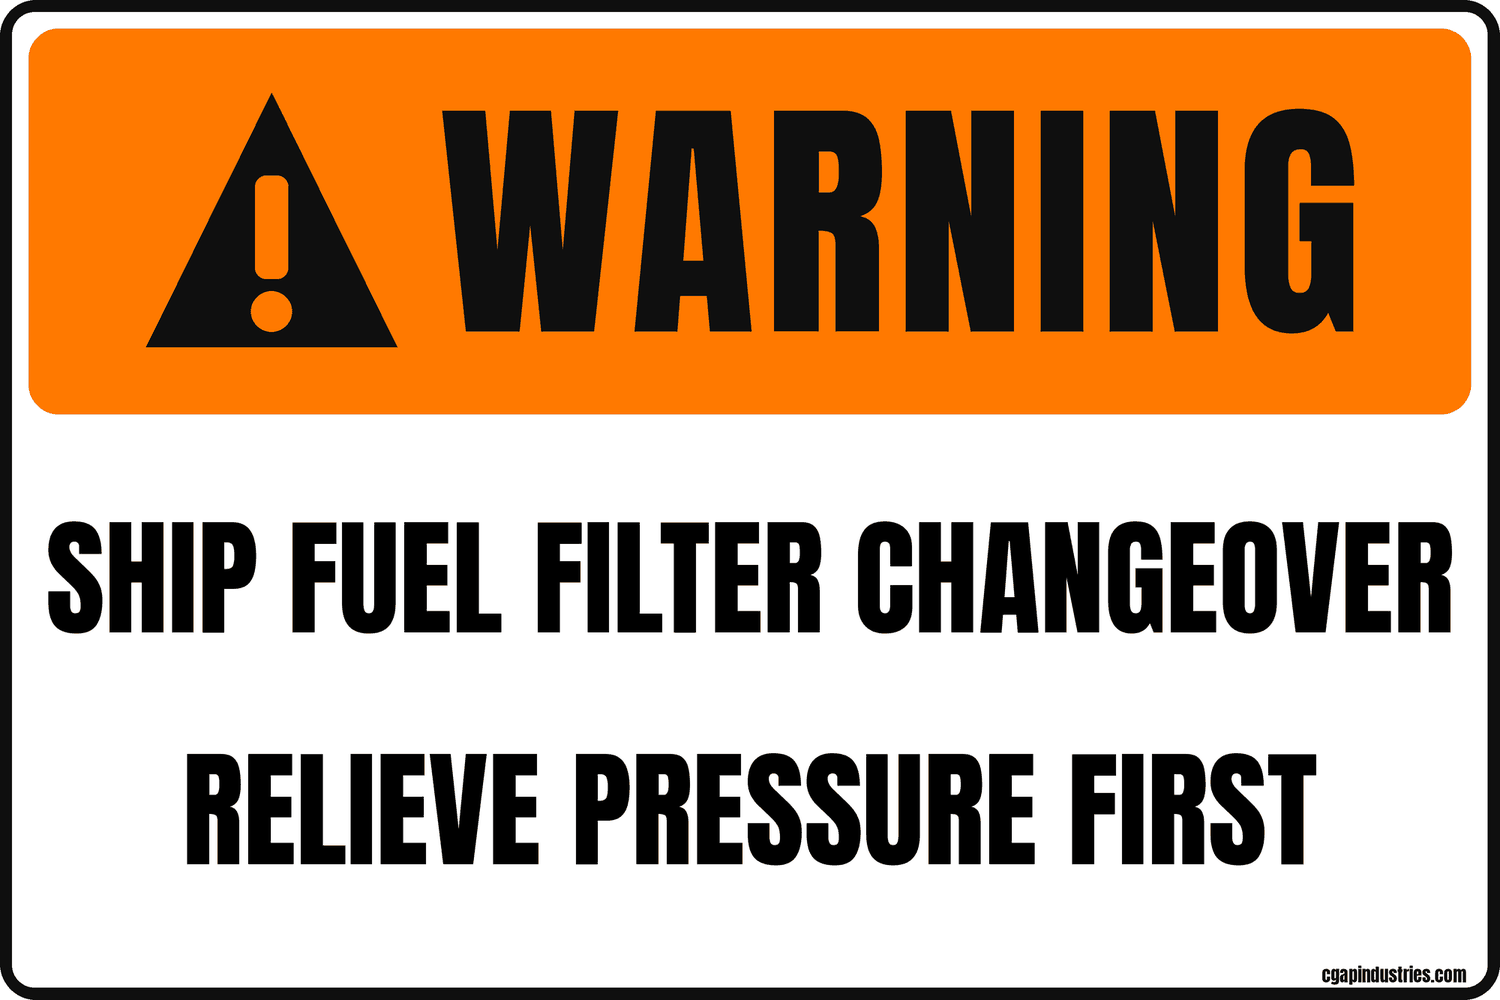 WARNING
SHIP FUEL FILTER CHANGEOVER
RELIEVE PRESSURE FIRST
cgapindustries.com